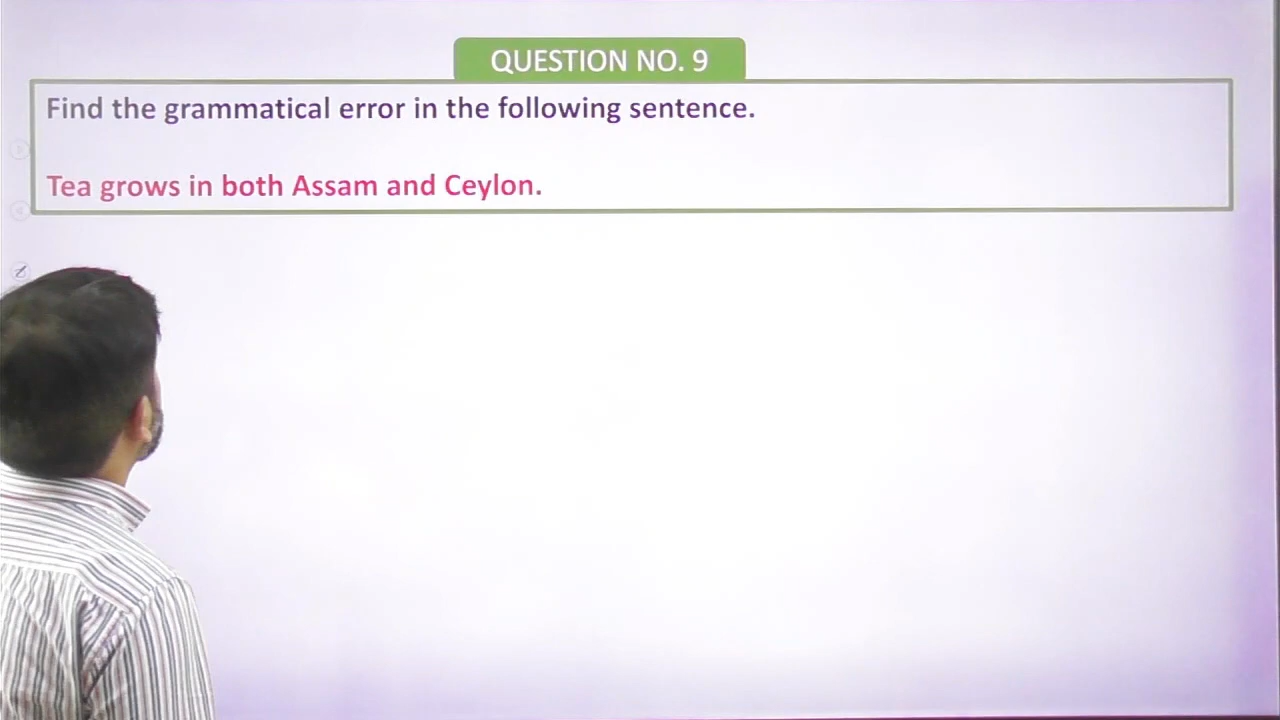 QUESTION NO. 9
Find the grammatical error in the following sentence.
Tea grows in both Assam and Ceylon.